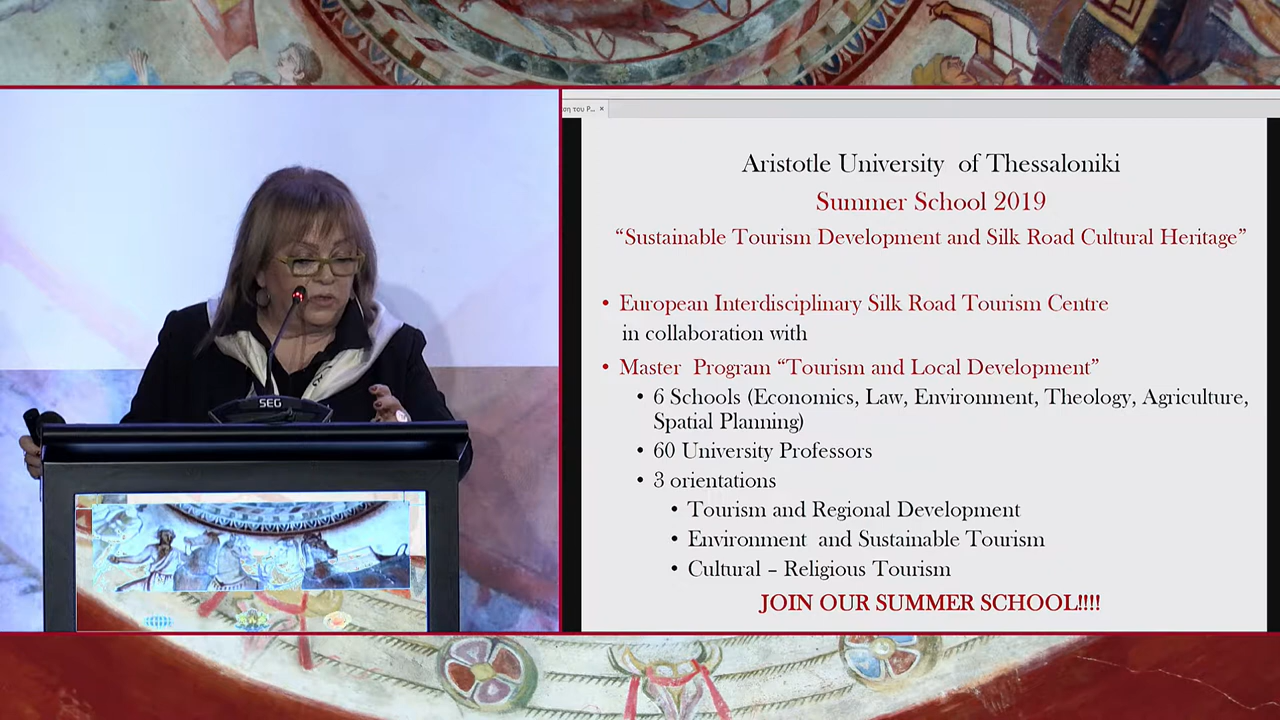 ση του P... ×
Aristotle University of Thessaloniki
Summer School 2019
“Sustainable Tourism Development and Silk Road Cultural Heritage”
• European Interdisciplinary Silk Road Tourism Centre
in collaboration with
• Master Program “Tourism and Local Development”
• 6 Schools (Economics, Law, Environment, Theology, Agriculture,
Spatial Planning)
• 60 University Professors
• 3 orientations
• Tourism and Regional Development
• Environment and Sustainable Tourism
• Cultural – Religious Tourism
JOIN OUR SUMMER SCHOOL!!!!
SEG